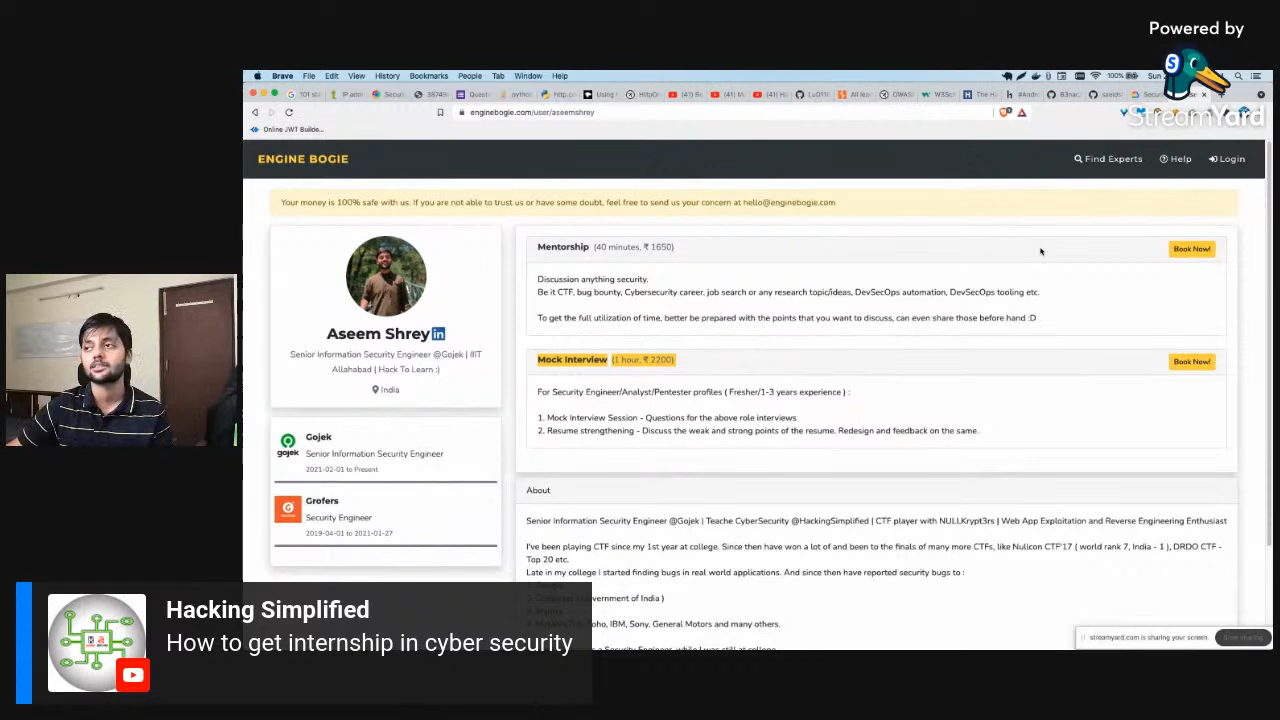 Powered by
StreamYard
Brave File Edit View History Bookmarks People Tab Window Help
100%
enginebogie.com/user/aseemshrey
Online JWT Builde...
ENGINE BOGIE
Find Experts Help Login
Your money is 100% safe with us. If you are not able to trust us or have some doubt, feel free to send us your concern at hello@enginebogie.com
Aseem Shrey in
Senior Information Security Engineer @Gojek | IIIT
Allahabad | Hack To Learn :)
India
Gojek
gojek
Senior Information Security Engineer
2021-02-01 to Present
Grofers
Security Engineer
2019-04-01 to 2021-01-27
Mentorship (40 minutes, ₹ 1650)
Book Now!
Discussion anything security.
Be it CTF, bug bounty, Cybersecurity career, job search or any research topic/ideas, DevSecOps automation, DevSecOps tooling etc.
To get the full utilization of time, better be prepared with the points that you want to discuss, can even share those before hand :D
Mock Interview (1 hour, ₹ 2200)
Book Now!
For Security Engineer/Analyst/Pentester profiles ( Fresher/1-3 years experience ) :
1. Mock Interview Session - Questions for the above role interviews
2. Resume strengthening - Discuss the weak and strong points of the resume. Redesign and feedback on the same.
About
Senior Information Security Engineer @Gojek | Teache CyberSecurity @HackingSimplified | CTF player with NULLKrypt3rs | Web App Exploitation and Reverse Engineering Enthusiast
I've been playing CTF since my 1st year at college. Since then have won a lot of and been to the finals of many more CTFs, like Nullcon CTF'17 ( world rank 7, India - 1 ), DRDO CTF -
Top 20 etc.
Late in my college I started finding bugs in real world applications. And since then have reported security bugs to :
IBM, Sony, General Motors and many others.
streamyard.com is sharing your screen.
Hacking Simplified
How to get internship in cyber security